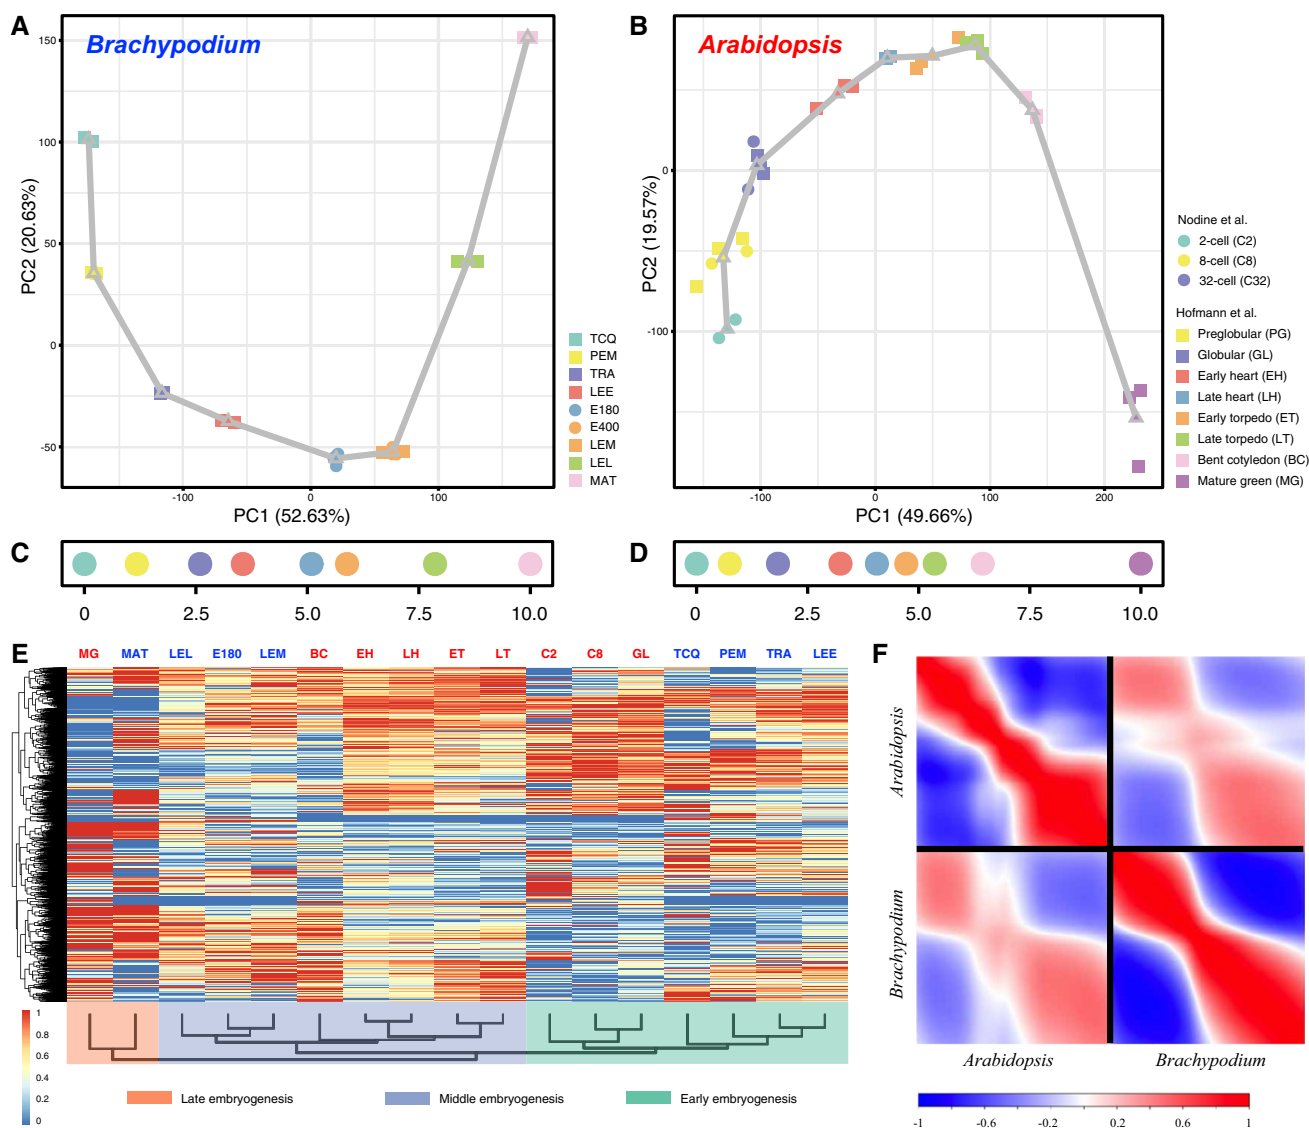 A
Brachypodium
150
100
50
0
-50
PC2 (20.63%)
-100
0
100
PC1 (52.63%)
TCQ
PEM
TRA
LEE
E180
E400
LEM
LEL
MAT
B
Arabidopsis
0
-100
PC2 (19.57%)
-100
0
100
200
PC1 (49.66%)
Nodine et al.
2-cell (C2)
8-cell (C8)
32-cell (C32)
Hofmann et al.
Preglobular (PG)
Globular (GL)
Early heart (EH)
Late heart (LH)
Early torpedo (ET)
Late torpedo (LT)
Bent cotyledon (BC)
Mature green (MG)
C
0 2.5 5.0 7.5 10.0
D
0 2.5 5.0 7.5 10.0
E
MG MAT LEL E180 LEM BC EH LH ET LT C2 C8 GL TCQ PEM TRA LEE
1
0.8
0.6
0.4
0.2
0
Late embryogenesis
Middle embryogenesis
Early embryogenesis
F
Arabidopsis
Brachypodium
Arabidopsis
Brachypodium
-1 -0.6 -0.2 0.2 0.6 1